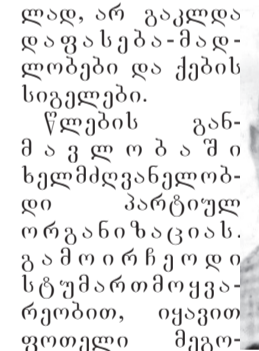 ლად, არ გაკლდა
დაფასება-მად-
ლობები და ქების
სიგელები.
წლების გან-
მავლობაში
ხელმძღვანელობ-
დი პარტიულ
ორგანიზაციას.
გამოირჩეოდი
სტუმართმოყვა-
რეობით, იყავით
ფოთელი მეგო-